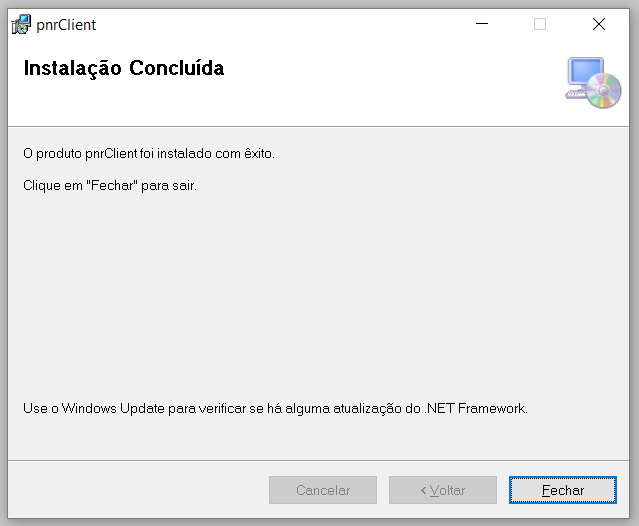 pnrClient
Instalação Concluída
O produto pnrClient foi instalado com êxito.
Clique em "Fechar" para sair.
Use o Windows Update para verificar se há alguma atualização do .NET Framework.
Cancelar
< Voltar
Fechar